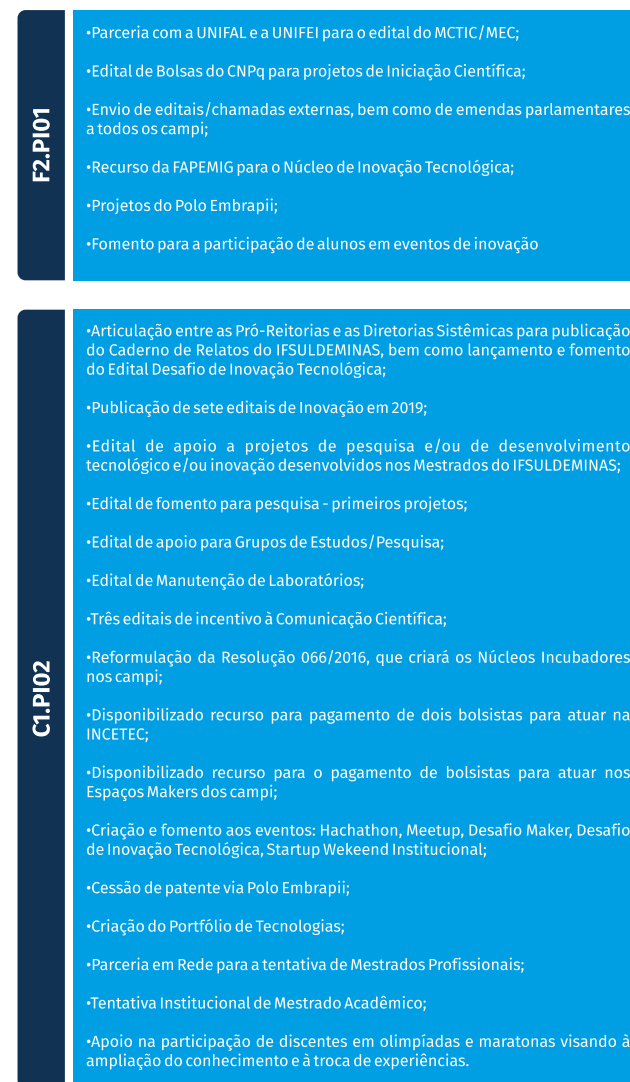 F2.PI01
•Parceria com a UNIFAL e a UNIFEI para o edital do MCTIC/MEC;
•Edital de Bolsas do CNPq para projetos de Iniciação Científica;
•Envio de editais/chamadas externas, bem como de emendas parlamentares
a todos os campi;
•Recurso da FAPEMIG para o Núcleo de Inovação Tecnológica;
•Projetos do Polo Embrapii;
•Fomento para a participação de alunos em eventos de inovação
C1.PI02
•Articulação entre as Pró-Reitorias e as Diretorias Sistêmicas para publicação
do Caderno de Relatos do IFSULDEMINAS, bem como lançamento e fomento
do Edital Desafio de Inovação Tecnológica;
•Publicação de sete editais de Inovação em 2019;
•Edital de apoio a projetos de pesquisa e/ou de desenvolvimento
tecnológico e/ou inovação desenvolvidos nos Mestrados do IFSULDEMINAS;
•Edital de fomento para pesquisa - primeiros projetos;
•Edital de apoio para Grupos de Estudos/Pesquisa;
•Edital de Manutenção de Laboratórios;
•Três editais de incentivo à Comunicação Científica;
•Reformulação da Resolução 066/2016, que criará os Núcleos Incubadores
nos campi;
•Disponibilizado recurso para pagamento de dois bolsistas para atuar na
INCETEC;
•Disponibilizado recurso para o pagamento de bolsistas para atuar nos
Espaços Makers dos campi;
•Criação e fomento aos eventos: Hachathon, Meetup, Desafio Maker, Desafio
de Inovação Tecnológica, Startup Wekeend Institucional;
•Cessão de patente via Polo Embrapii;
•Criação do Portfólio de Tecnologias;
•Parceria em Rede para a tentativa de Mestrados Profissionais;
•Tentativa Institucional de Mestrado Acadêmico;
•Apoio na participação de discentes em olimpíadas e maratonas visando à
ampliação do conhecimento e à troca de experiências.